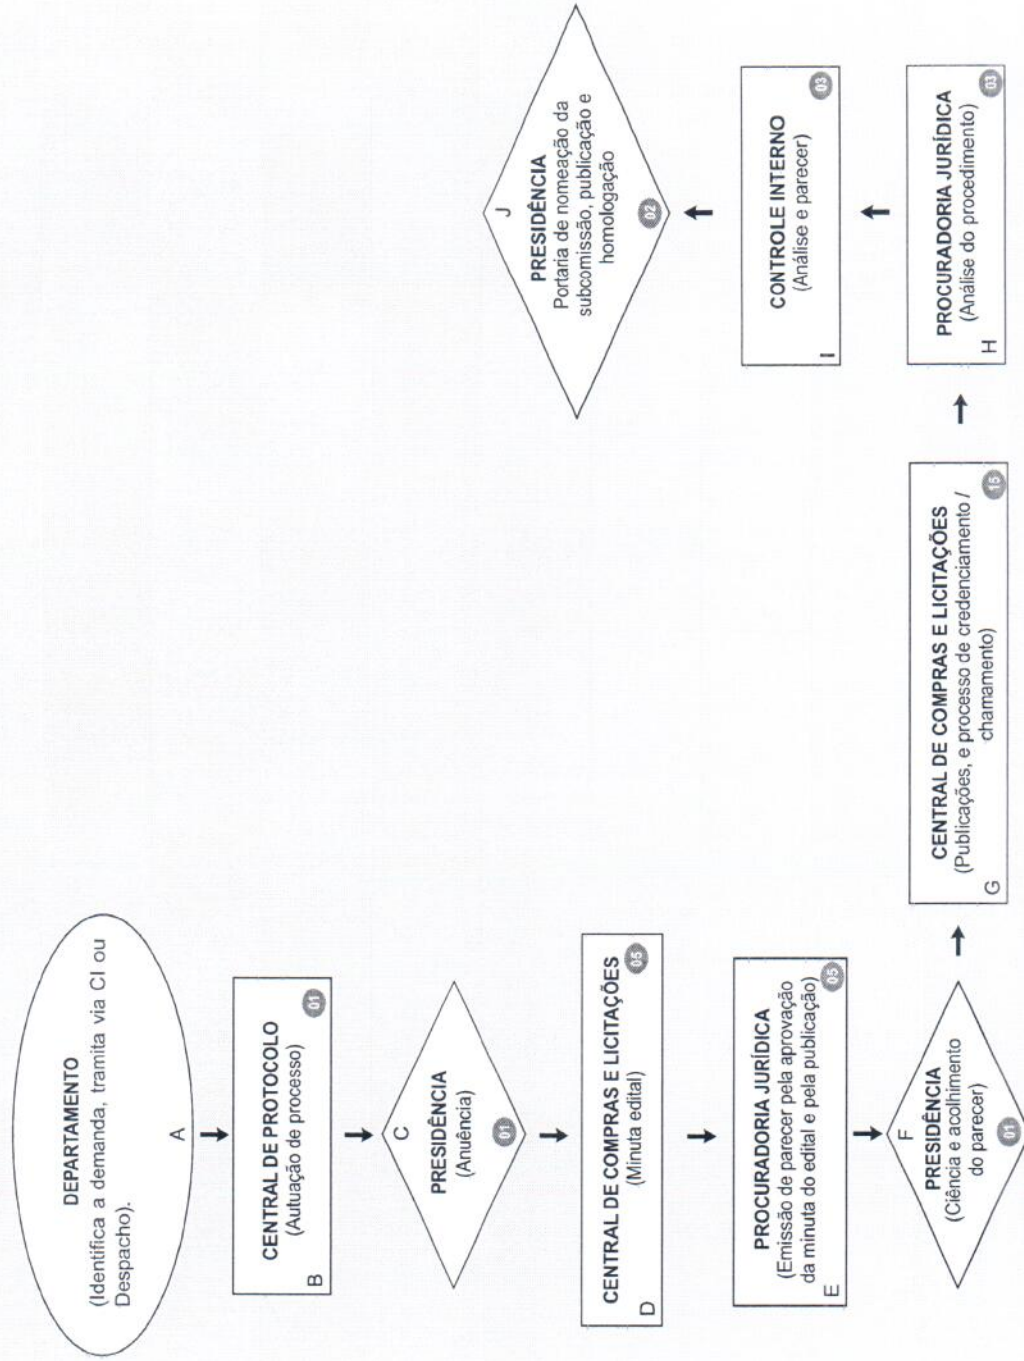 DEPARTAMENTO
(Identifica a demanda, tramita via CI ou
Despacho).
A
CENTRAL DE PROTOCOLO
(Autuação de processo)
B
01
C
PRESIDÊNCIA
(Anuência)
01
CENTRAL DE COMPRAS E LICITAÇÕES
(Minuta edital)
D
05
PROCURADORIA JURÍDICA
(Emissão de parecer pela aprovação
da minuta do edital e pela publicação)
E
05
F
PRESIDÊNCIA
(Ciência e acolhimento
do parecer)
01
CENTRAL DE COMPRAS E LICITAÇÕES
(Publicações, e processo de credenciamento /
chamamento)
G
15
PROCURADORIA JURÍDICA
(Análise do procedimento)
H
03
CONTROLE INTERNO
(Análise e parecer)
I
03
J
PRESIDÊNCIA
Portaria de nomeação da
subcomissão, publicação e
homologação
02